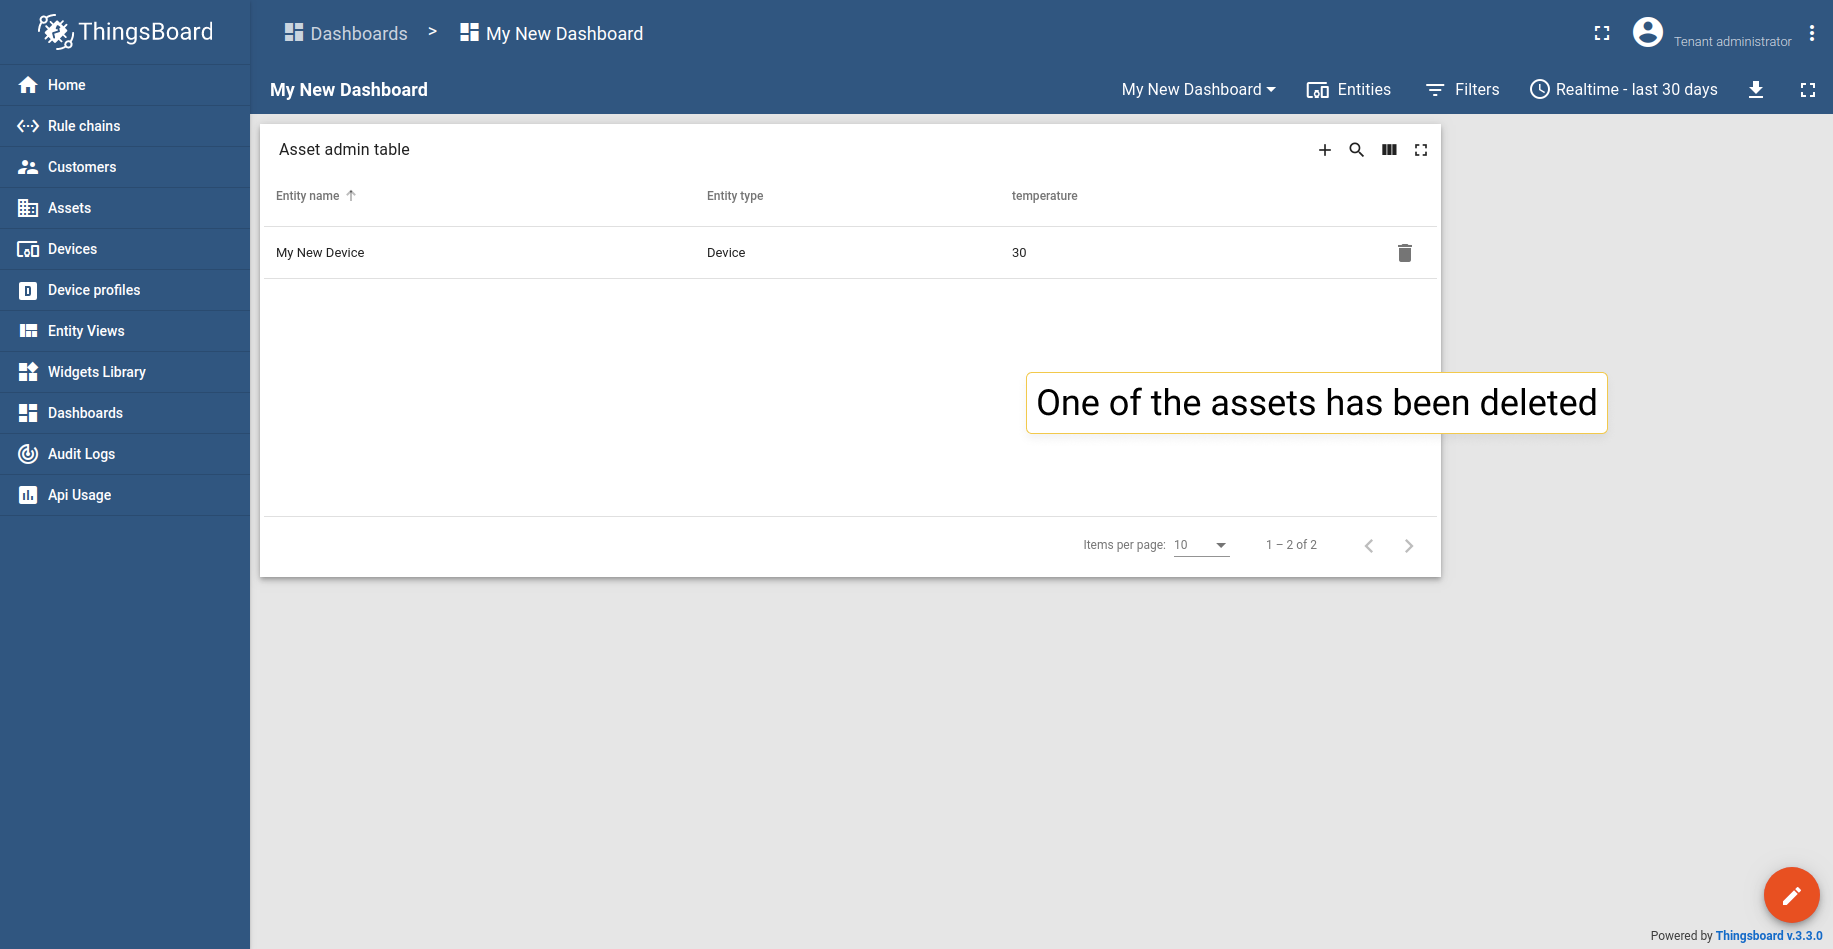 ThingsBoard
Dashboards > My New Dashboard
Tenant administrator
Home
Rule chains
Customers
Assets
Devices
Device profiles
Entity Views
Widgets Library
Dashboards
Audit Logs
Api Usage
My New Dashboard
My New Dashboard Entities Filters Realtime - last 30 days
Asset admin table
Entity name Entity type temperature
My New Device Device 30
One of the assets has been deleted
Items per page: 10 1 – 2 of 2
Powered by Thingsboard v.3.3.0